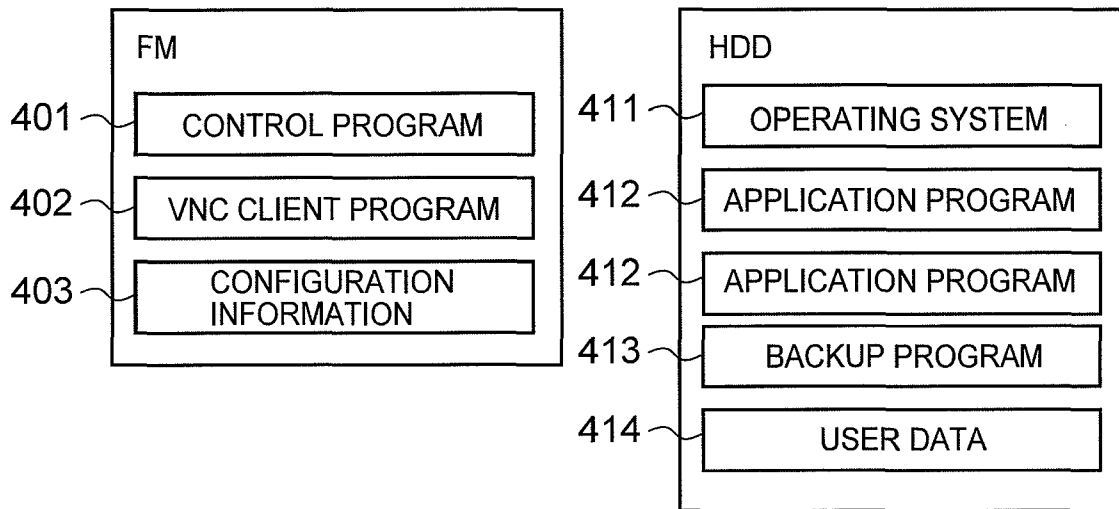 FM
401
CONTROL PROGRAM
402
VNC CLIENT PROGRAM
403
CONFIGURATION
INFORMATION
HDD
411
OPERATING SYSTEM
412
APPLICATION PROGRAM
412
APPLICATION PROGRAM
413
BACKUP PROGRAM
414
USER DATA